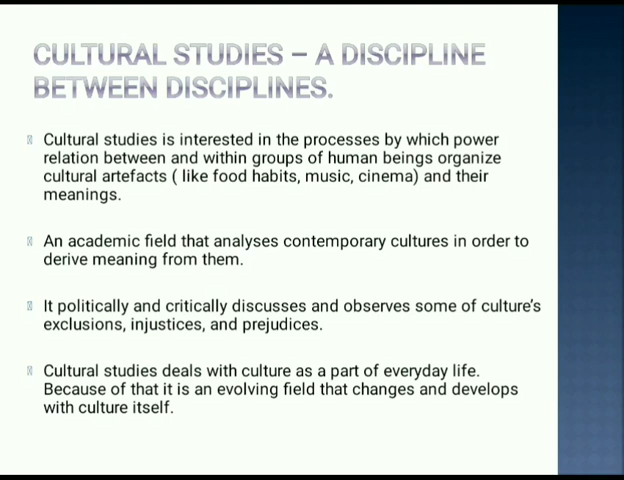 CULTURAL STUDIES – A DISCIPLINE
BETWEEN DISCIPLINES.
Cultural studies is interested in the processes by which power
relation between and within groups of human beings organize
cultural artefacts ( like food habits, music, cinema) and their
meanings.
An academic field that analyses contemporary cultures in order to
derive meaning from them.
It politically and critically discusses and observes some of culture's
exclusions, injustices, and prejudices.
Cultural studies deals with culture as a part of everyday life.
Because of that it is an evolving field that changes and develops
with culture itself.